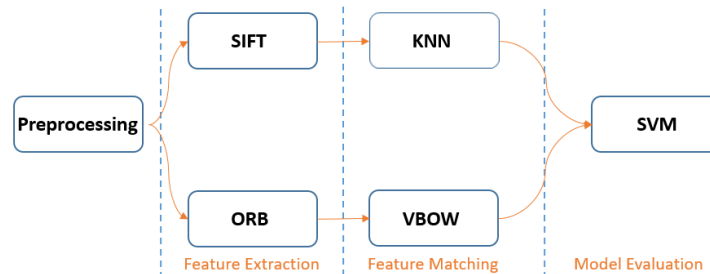 SIFT
KNN
Preprocessing
SVM
ORB
VBOW
Feature Extraction
Feature Matching
Model Evaluation